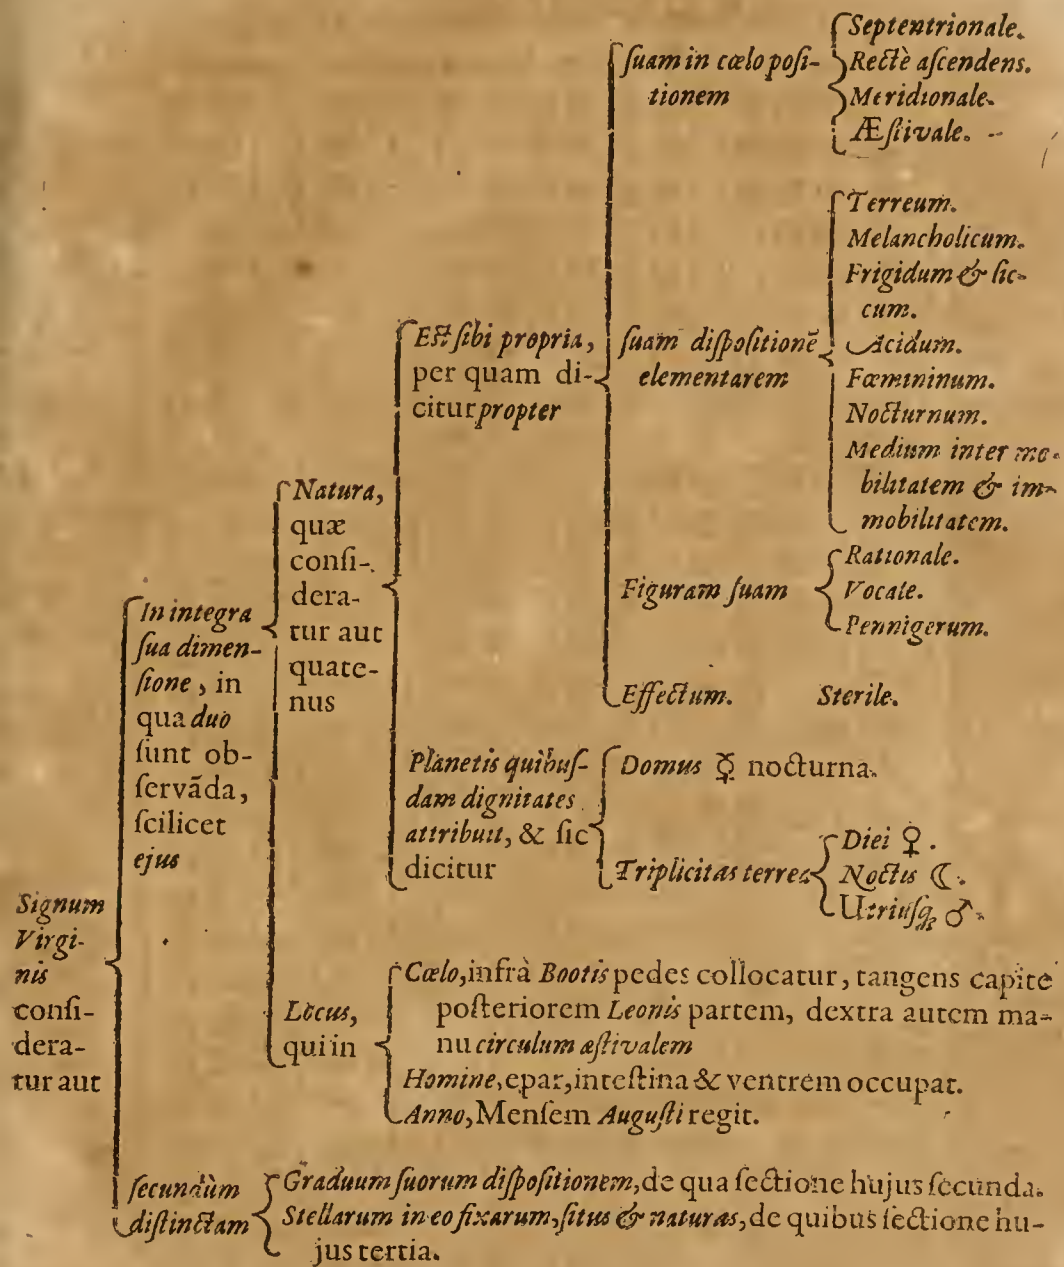 Signum
Virgi-
nis
consi-
dera-
tur aut
In integra
sua dimen-
sione, in
qua duo
sunt ob-
servãda,
scilicet
ejus
Natura,
quæ
consi-
dera-
tur aut
quate-
nus
Est sibi propria,
per quam di-
citur propter
suam in cœlo posi-
tionem
Septentrionale.
Rectè ascendens.
Meridionale.
Æstivale.
suam dispositionẽ
elementarem
Terreum.
Melancholicum.
Frigidum & sic-
cum.
Acidum.
Fœmininum.
Nocturnum.
Medium inter mo-
bilitatem & im-
mobilitatem.
Figuram suam
Rationale.
Vocale.
Pennigerum.
Effectum. Sterile.
Planetis quibus-
dam dignitates
attribuit, & sic
dicitur
Domus ☿ nocturna.
Triplicitas terrea
Diei ♀.
Noctis ☾.
Utriusq; ♂.
Locus,
qui in
Cœlo, infrà Bootis pedes collocatur, tangens capite
posteriorem Leonis partem, dextra autem ma-
nu circulum æstivalem
Homine, epar, intestina & ventrem occupat.
Anno, Mensem Augusti regit.
secundùm
distinctam
Graduum suorum dispositionem, de qua sectione hujus secunda.
Stellarum in eo fixarum, situs & naturas, de quibus sectione hu-
jus tertia.